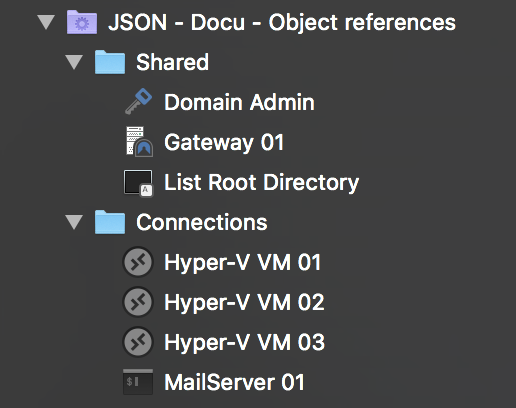 JSON - Docu - Object references
Shared
Domain Admin
Gateway 01
List Root Directory
Connections
Hyper-V VM 01
Hyper-V VM 02
Hyper-V VM 03
MailServer 01